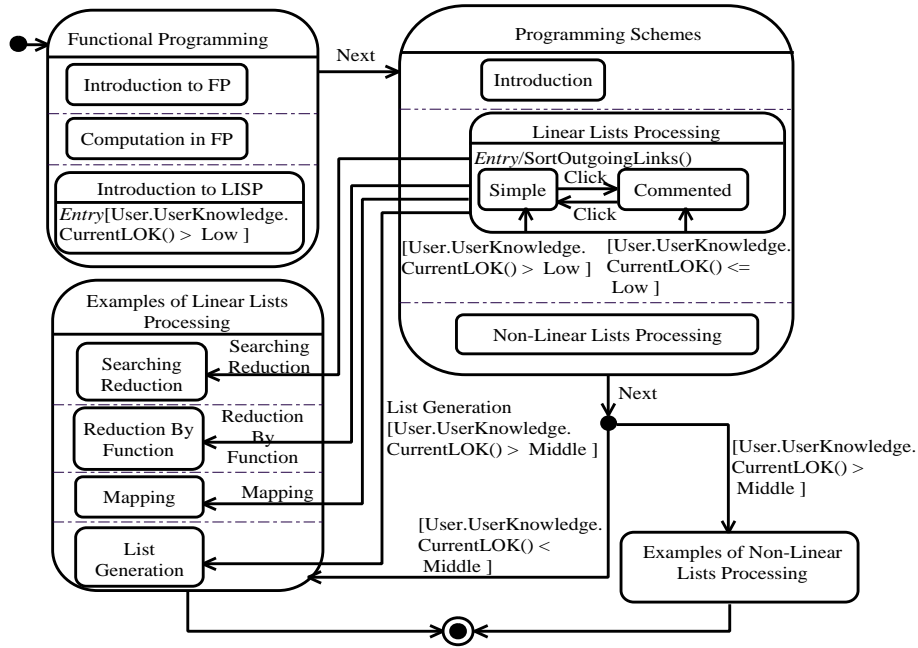 Functional Programming
Introduction to FP
Computation in FP
Introduction to LISP
Entry[User.UserKnowledge.
CurrentLOK() > Low ]
Next
Programming Schemes
Introduction
Linear Lists Processing
Entry/SortOutgoingLinks()
Simple
Click
Commented
Click
[User.UserKnowledge.
CurrentLOK() > Low ]
[User.UserKnowledge.
CurrentLOK() <=
Low ]
Non-Linear Lists Processing
Examples of Linear Lists
Processing
Searching
Reduction
Searching
Reduction
Reduction By
Function
Reduction
By
Function
Mapping
Mapping
List
Generation
List Generation
[User.UserKnowledge.
CurrentLOK() > Middle ]
Next
[User.UserKnowledge.
CurrentLOK() >
Middle ]
[User.UserKnowledge.
CurrentLOK() <
Middle ]
Examples of Non-Linear
Lists Processing